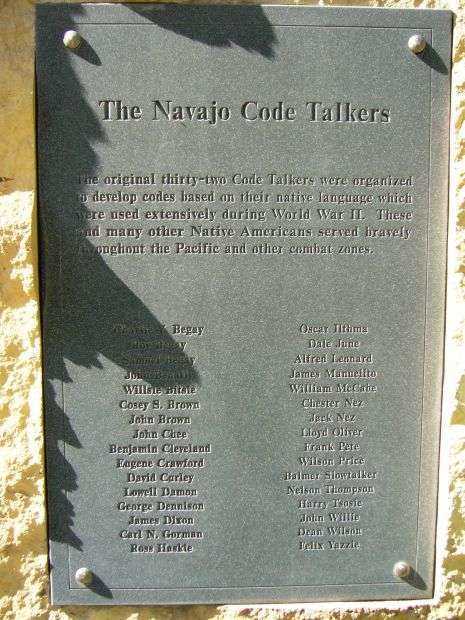 The Navajo Code Talkers
The original thirty-two Code Talkers were organized
to develop codes based on their native language which
were used extensively during World War II. These
and many other Native Americans served bravely
throughout the Pacific and other combat zones.
Begay
Begay
Begay
John
Willsie Bitsie
Cosey S. Brown
John Brown
John Chee
Benjamin Cleveland
Eugene Crawford
David Curley
Lowell Damon
George Dennison
James Dixon
Carl N. Gorman
Ross Haskie
Oscar Ilthma
Dale June
Alfred Leonard
James Manuelito
William McCabe
Chester Nez
Jack Nez
Lloyd Oliver
Frank Pete
Wilson Price
Balmer Slowtalker
Nelson Thompson
Harry Tsosie
John Willie
Dean Wilson
Felix Yazzie